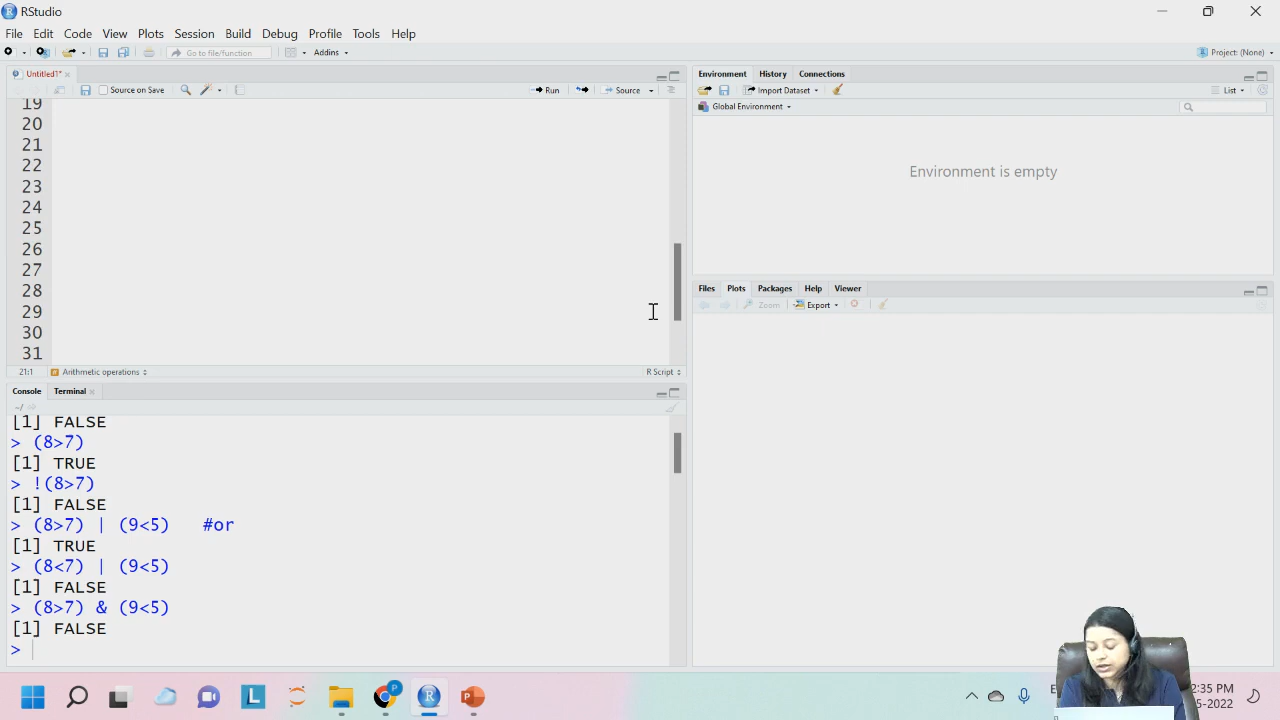 RStudio
File Edit Code View Plots Session Build Debug Profile Tools Help
Go to file/function Addins Project: (None)
Untitled1*
Source on Save Run Source
19
20
21
22
23
24
25
26
27
28
29
30
31
21:1 Arithmetic operations R Script
Console Terminal
~/
[1] FALSE
> (8>7)
[1] TRUE
> !(8>7)
[1] FALSE
> (8>7) | (9<5) #or
[1] TRUE
> (8<7) | (9<5)
[1] FALSE
> (8>7) & (9<5)
[1] FALSE
>
Environment History Connections
Import Dataset List
Global Environment
Environment is empty
Files Plots Packages Help Viewer
Zoom Export
L P R P
2:35 PM
5-2022